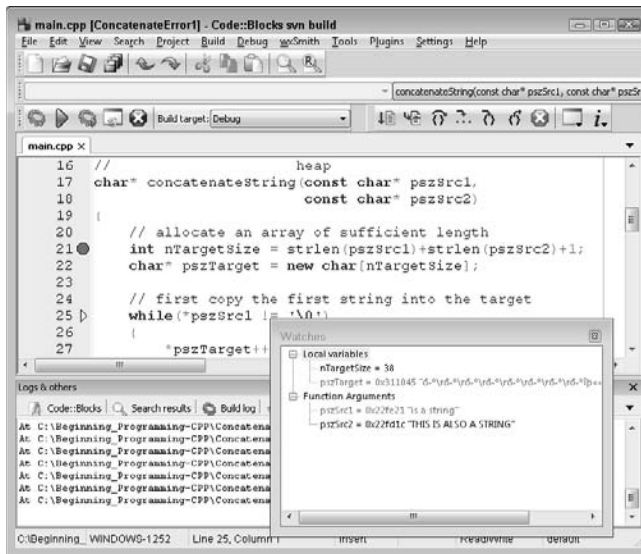 main.cpp [ConcatenateError1] - Code::Blocks svn build
File Edit View Search Project Build Debug wxSmith Tools Plugins Settings Help
concatenateString(const char* pszSrc1, const char* pszSr
Build target: Debug
main.cpp
16 // heap
17 char* concatenateString(const char* pszSrc1,
18 const char* pszSrc2)
19 {
20 // allocate an array of sufficient length
21 int nTargetSize = strlen(pszSrc1)+strlen(pszSrc2)+1;
22 char* pszTarget = new char[nTargetSize];
23
24 // first copy the first string into the target
25 while(*pszSrc1 != '\0')
26 {
27 *pszTarget++
Watches
Local variables
nTargetSize = 38
pszTarget = 0x311045
Function Arguments
pszSrc1 = 0x22fe21 "is a string"
pszSrc2 = 0x22fd1c "THIS IS ALSO A STRING"
Logs & others
Code::Blocks Search results Build log
At C:\Beginning_Programming-CPP\Concatena
At C:\Beginning_Programming-CPP\Concatena
At C:\Beginning_Programming-CPP\Concatena
At C:\Beginning_Programming-CPP\Concatena
At C:\Beginning_Programming-CPP\Concatena
At C:\Beginning_Programming-CPP\Concatena
At C:\Beginning_Programming-CPP\Concatena
C:\Beginning_ WINDOWS-1252 Line 25, Column 1 Insert Read/Write default